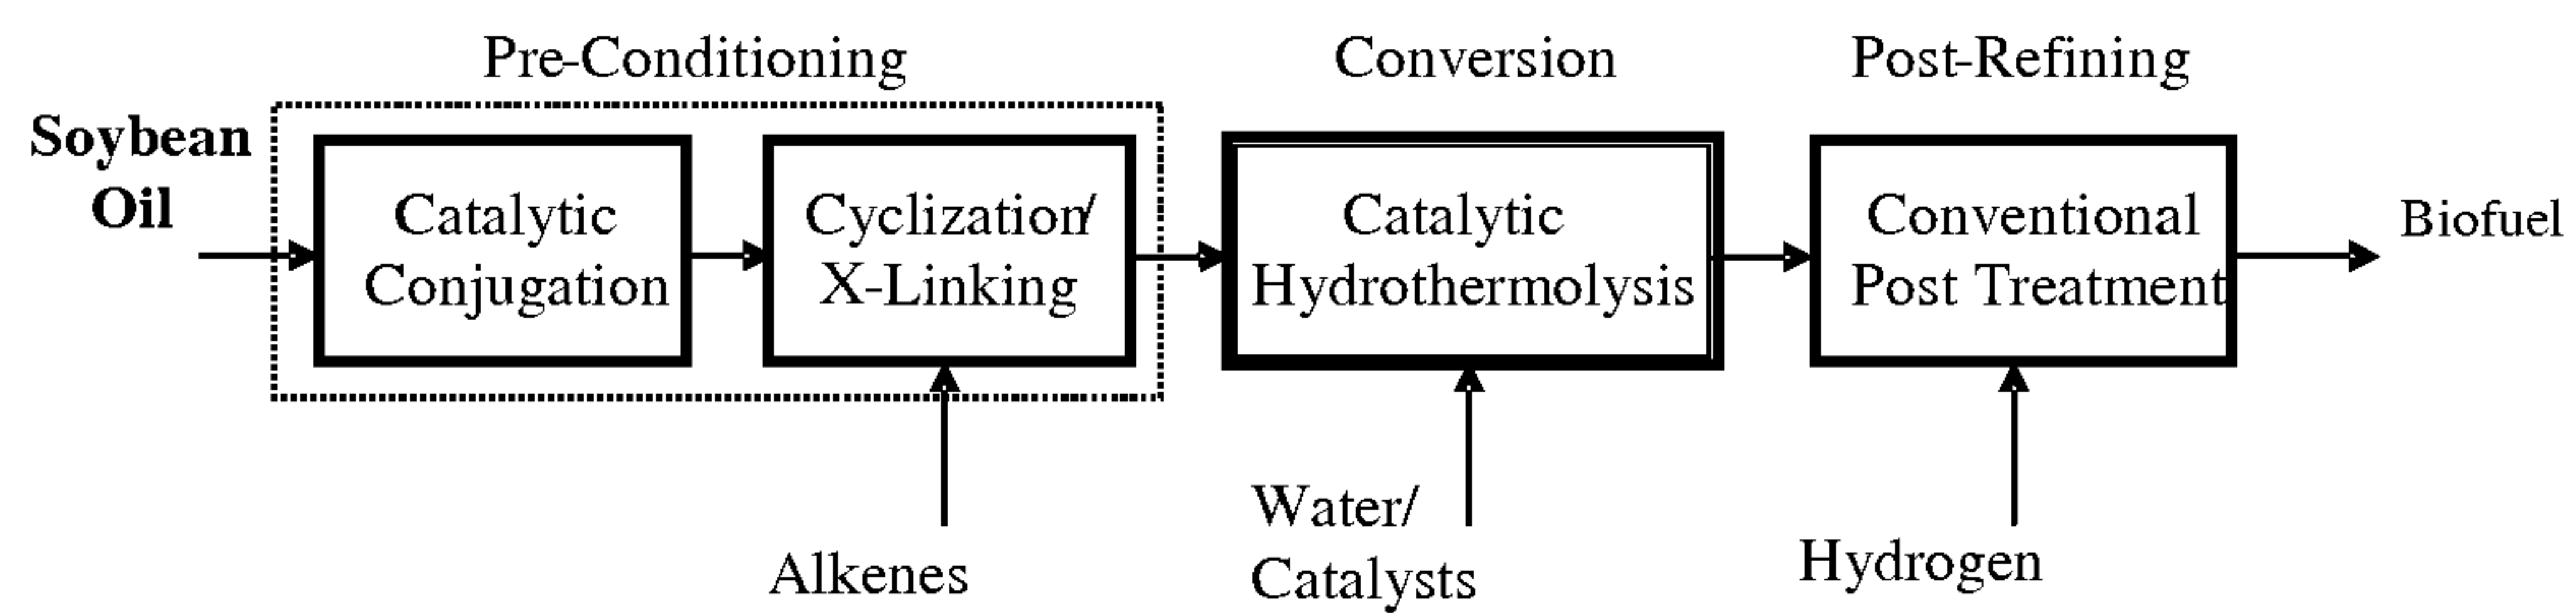 Pre-Conditioning
Conversion
Post-Refining
Soybean
Oil
Catalytic
Conjugation
Cyclization/
X-Linking
Catalytic
Hydrothermolysis
Conventional
Post Treatment
Biofuel
Alkenes
Water/
Catalysts
Hydrogen